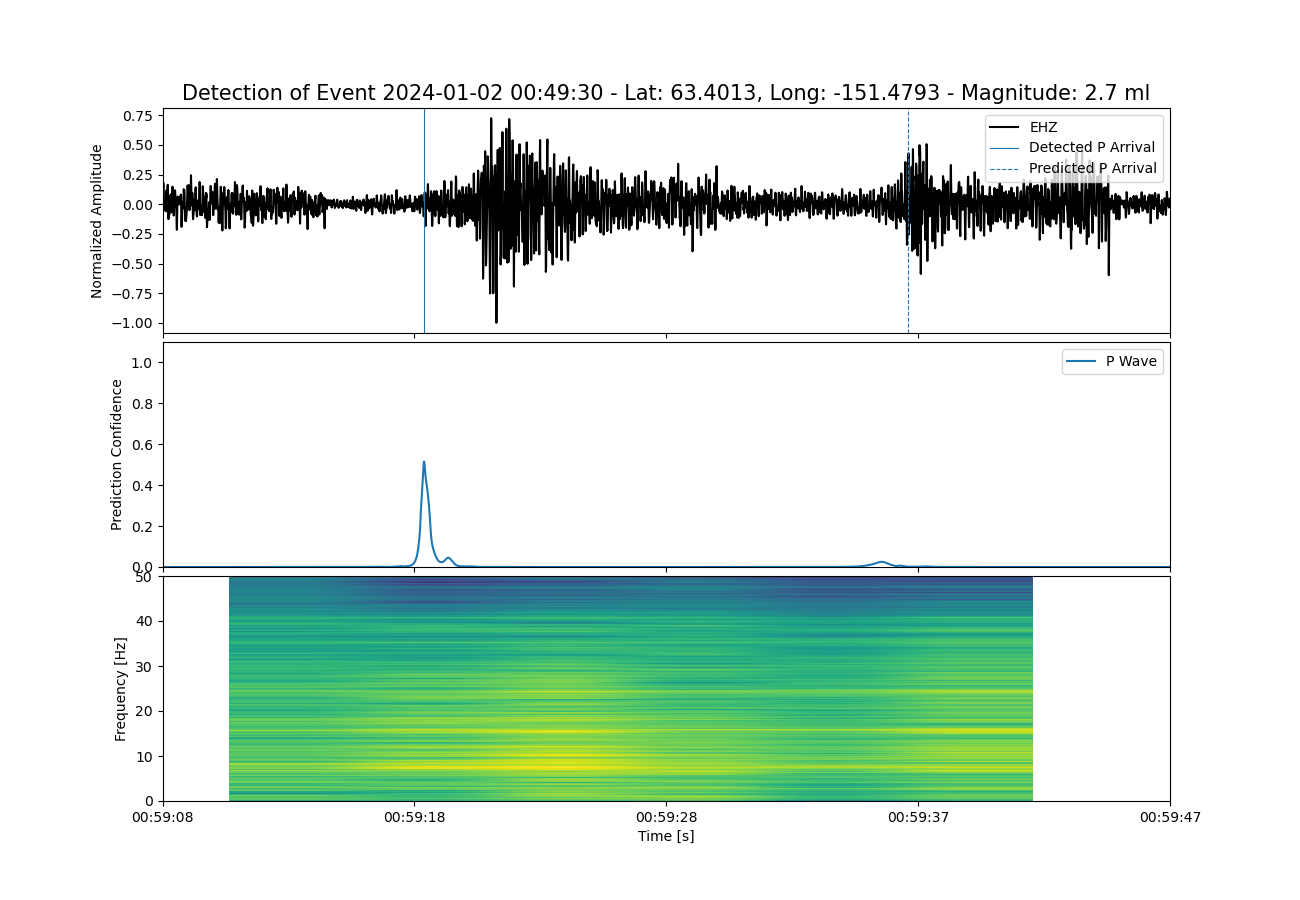 Detection of Event 2024-01-02 00:49:30 - Lat: 63.4013, Long: -151.4793 - Magnitude: 2.7 ml
Normalized Amplitude
0.75
0.50
0.25
0.00
−0.25
−0.50
−0.75
−1.00
EHZ
Detected P Arrival
Predicted P Arrival
Prediction Confidence
1.0
0.8
0.6
0.4
0.2
0.0
P Wave
Frequency [Hz]
50
40
30
20
10
0
00:59:08 00:59:18 00:59:28 00:59:37 00:59:47
Time [s]